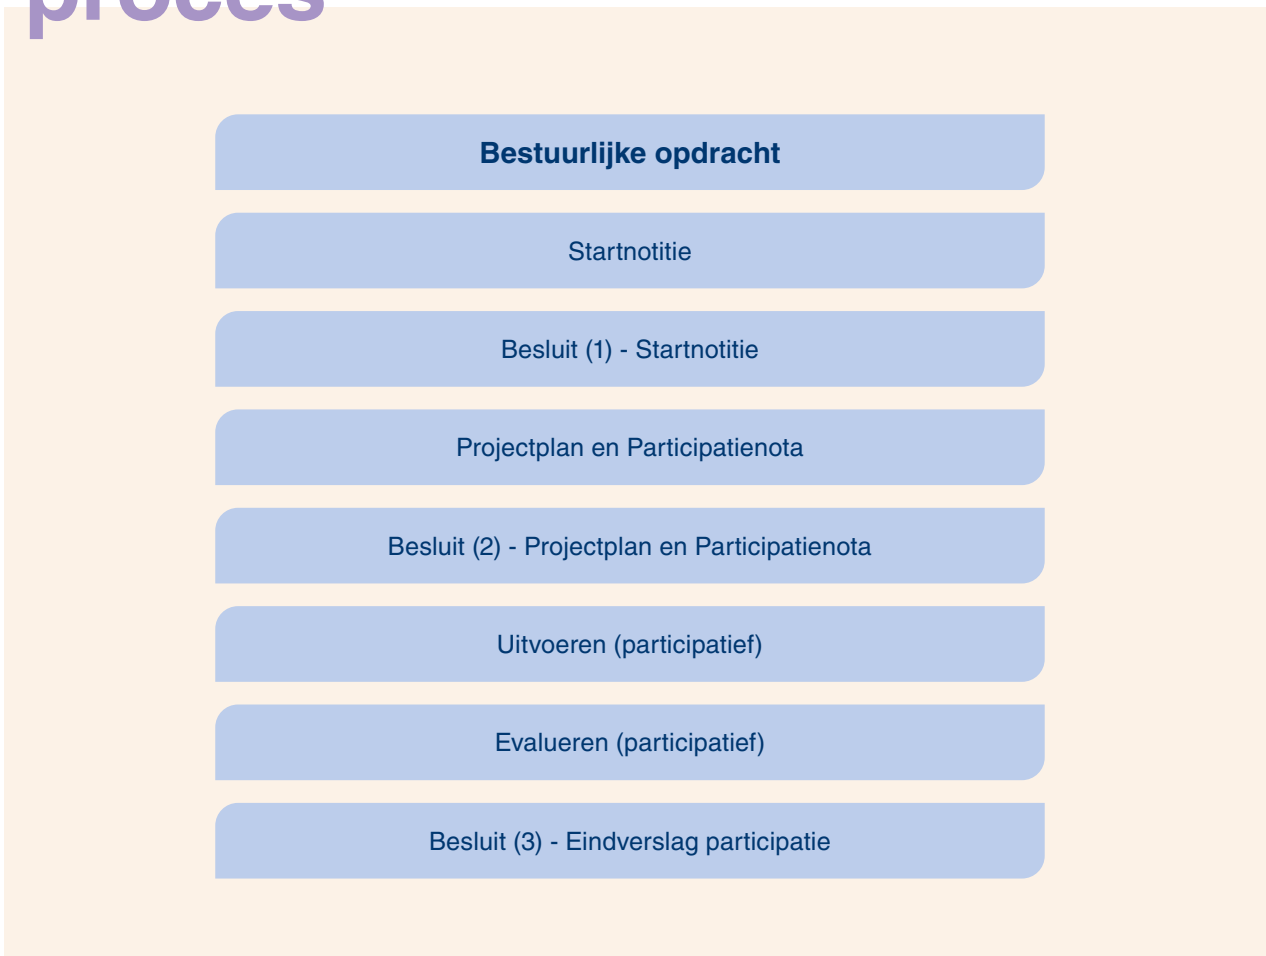 proces
Bestuurlijke opdracht
Startnotitie
Besluit (1) - Startnotitie
Projectplan en Participatienota
Besluit (2) - Projectplan en Participatienota
Uitvoeren (participatief)
Evalueren (participatief)
Besluit (3) - Eindverslag participatie